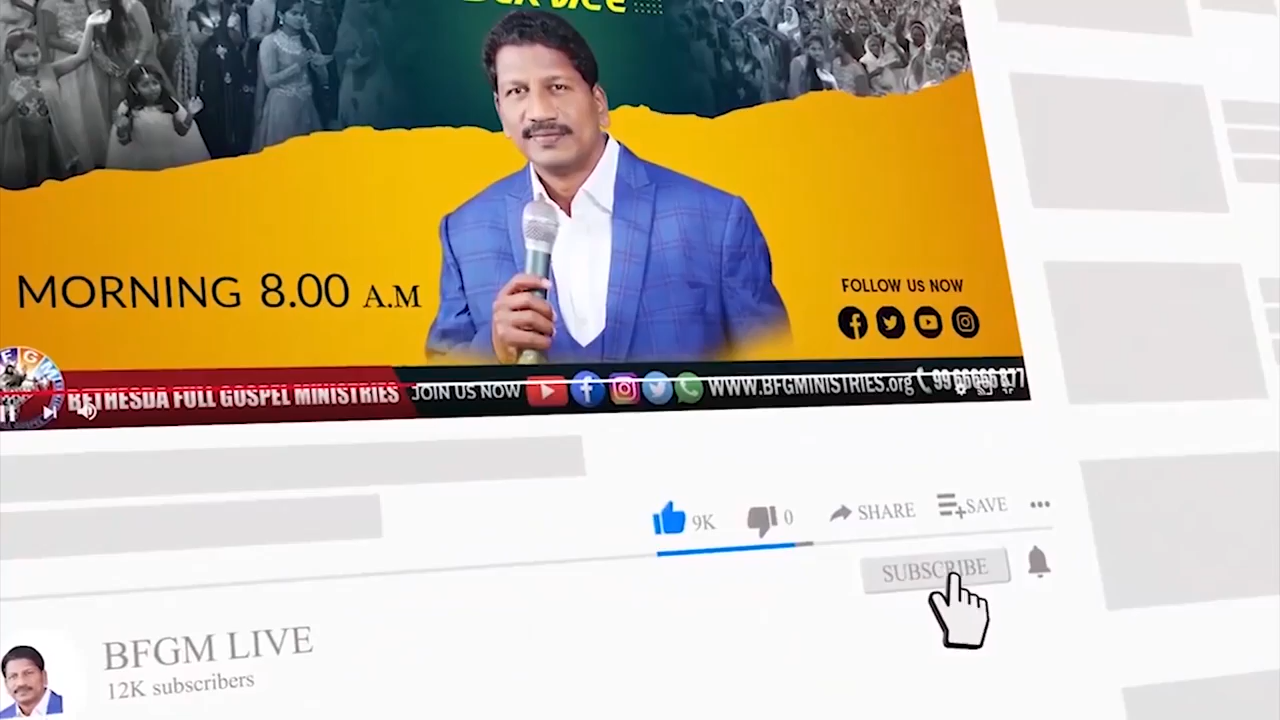 SERVICE
MORNING 8.00 A.M
FOLLOW US NOW
BETHESDA FULL GOSPEL MINISTRIES
JOIN US NOW
WWW.BFGMINISTRIES.org
9K
0
SHARE
SAVE
SUBSCRIBE
BFGM LIVE
12K subscribers